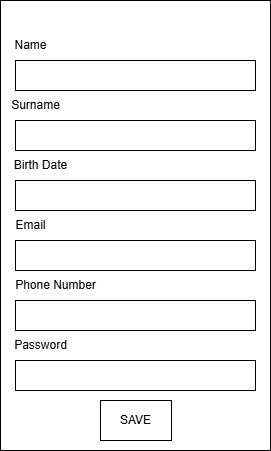 Name
Surname
Birth Date
Email
Phone Number
Password
SAVE